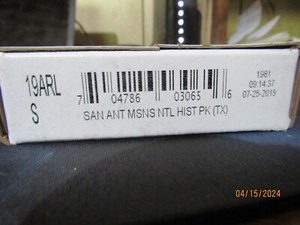 19ARL
S
7 04786 03065 6
SAN ANT MSNS NTL HIST PK (TX)
1981
09:14:37
07-25-2019
04/15/2024